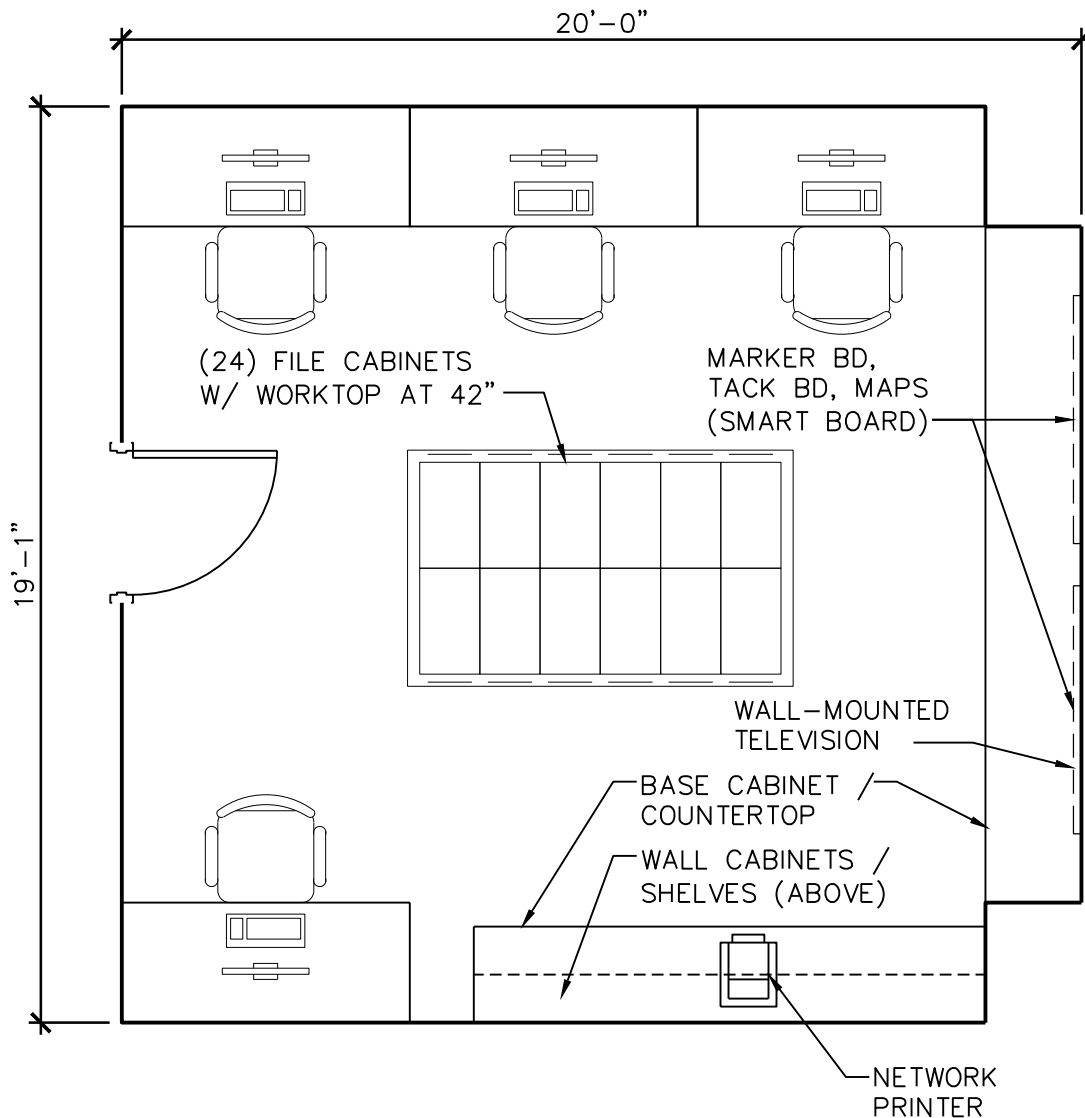 20'-0"
(24) FILE CABINETS
W/ WORKTOP AT 42"
MARKER BD,
TACK BD, MAPS
(SMART BOARD)
19'-1"
WALL-MOUNTED
TELEVISION
BASE CABINET /
COUNTERTOP
WALL CABINETS /
SHELVES (ABOVE)
NETWORK
PRINTER